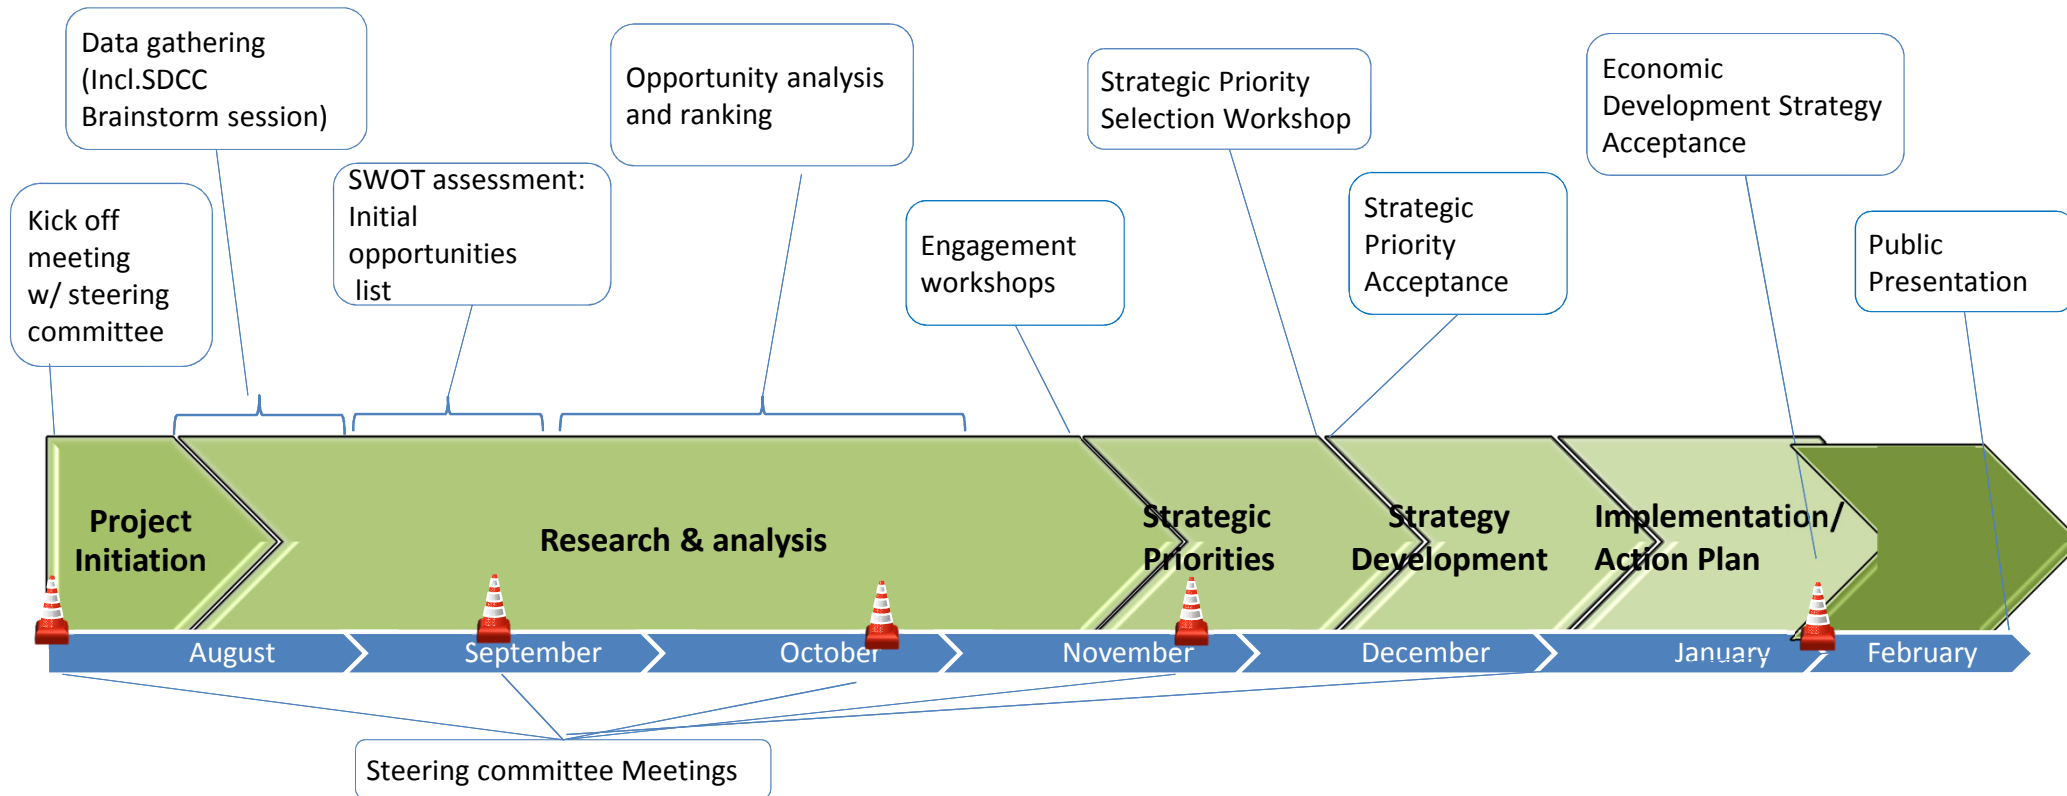 Data gathering
(Incl.SDCC
Brainstorm session)
Opportunity analysis
and ranking
Strategic Priority
Selection Workshop
Economic
Development Strategy
Acceptance
SWOT assessment:
Initial
opportunities
list
Kick off
meeting
w/ steering
committee
Engagement
workshops
Strategic
Priority
Acceptance
Public
Presentation
Project
Initiation
Research & analysis
Strategic
Priorities
Strategy
Development
Implementation/
Action Plan
August
September
October
November
December
January
February
Steering committee Meetings